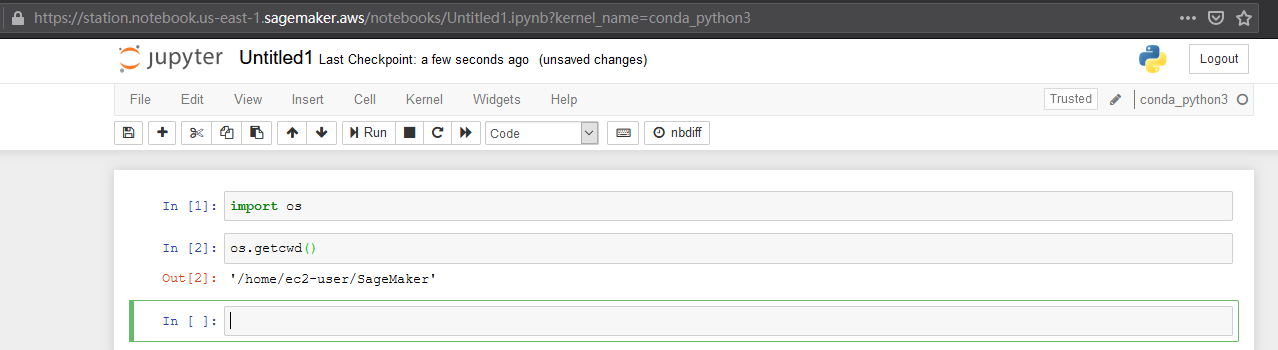 https://station.notebook.us-east-1.sagemaker.aws/notebooks/Untitled1.ipynb?kernel_name=conda_python3
jupyter Untitled1 Last Checkpoint: a few seconds ago (unsaved changes) Logout
File Edit View Insert Cell Kernel Widgets Help Trusted conda_python3
Run Code nbdiff
In [1]: import os
In [2]: os.getcwd()
Out[2]: '/home/ec2-user/SageMaker'
In [ ]: